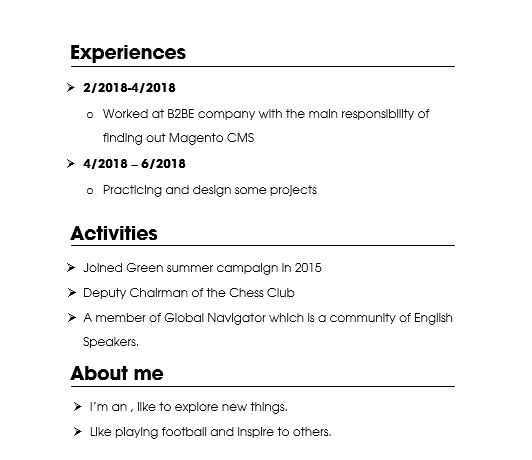 Experiences
➢ 2/2018-4/2018
o Worked at B2BE company with the main responsibility of
finding out Magento CMS
➢ 4/2018 – 6/2018
o Practicing and design some projects
Activities
➢ Joined Green summer campaign in 2015
➢ Deputy Chairman of the Chess Club
➢ A member of Global Navigator which is a community of English
Speakers.
About me
➢ I'm an , like to explore new things.
➢ Like playing football and inspire to others.